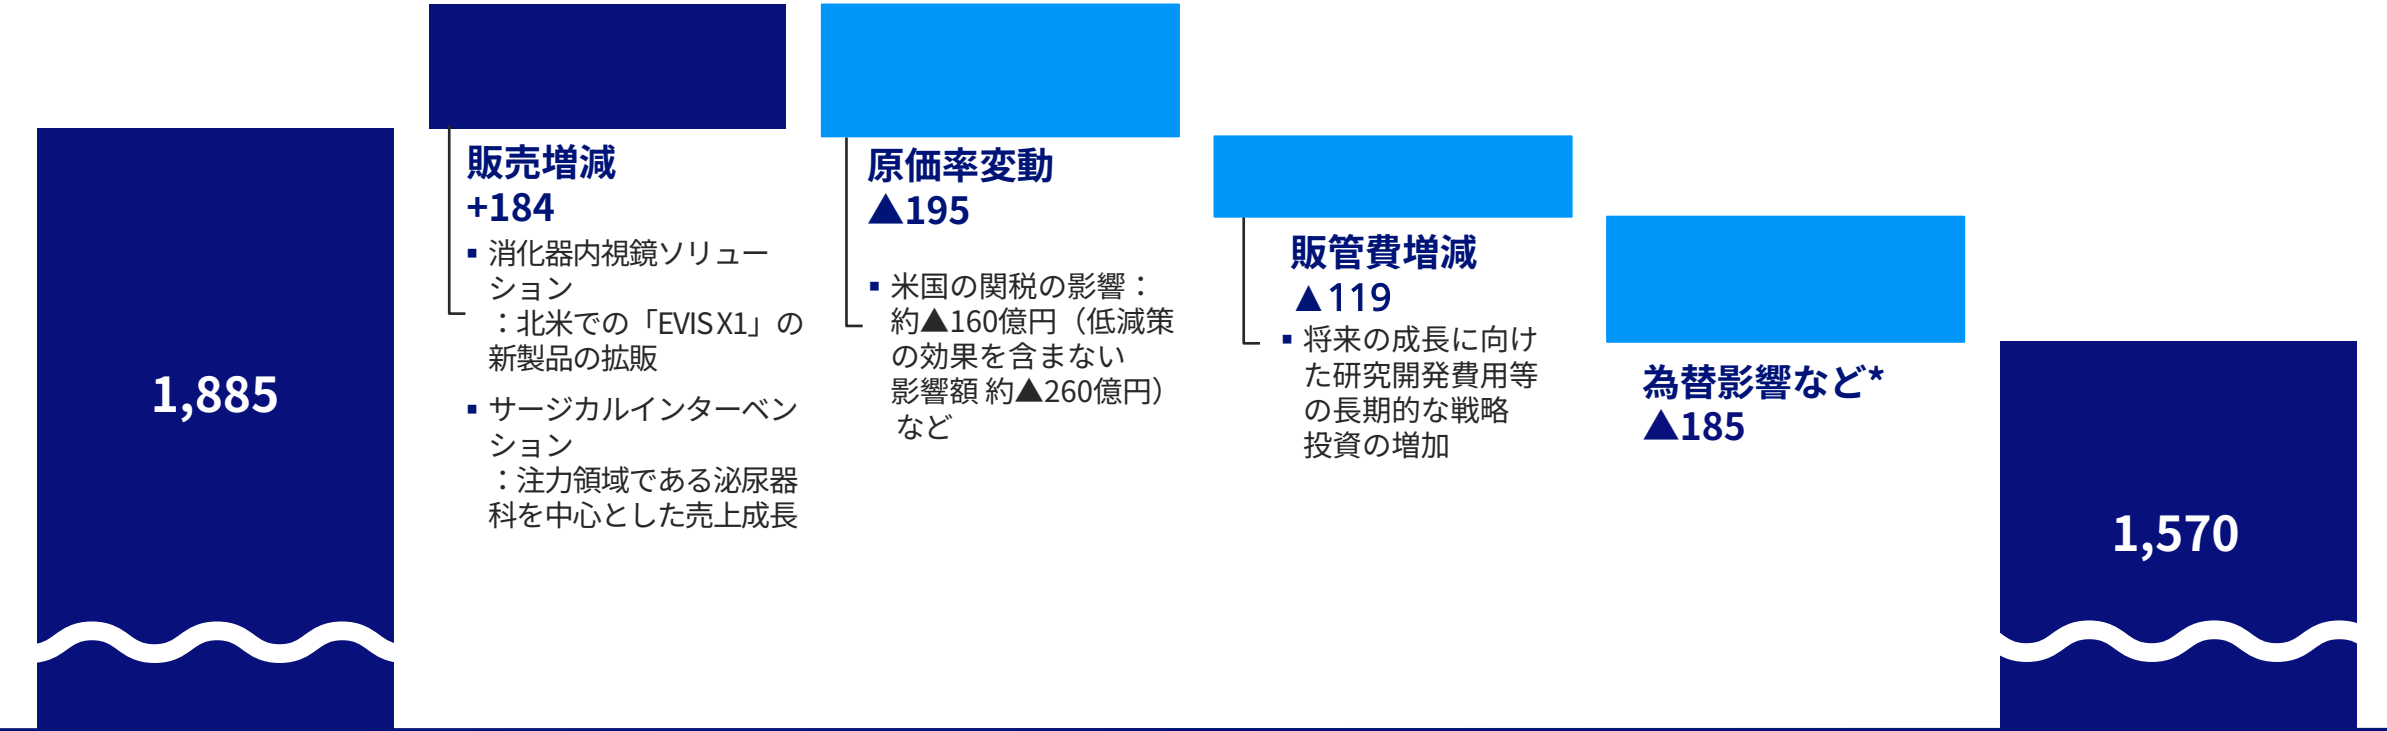 1,885
販売増減
+184
▪ 消化器内視鏡ソリュー
ション
：北米での「EVIS X1」の
新製品の拡販
▪ サージカルインターベン
ション
：注力領域である泌尿器
科を中心とした売上成長
原価率変動
▲195
▪ 米国の関税の影響：
約▲160億円（低減策
の効果を含まない
影響額 約▲260億円）
など
販管費増減
▲119
▪ 将来の成長に向け
た研究開発費用等
の長期的な戦略
投資の増加
為替影響など*
▲185
1,570